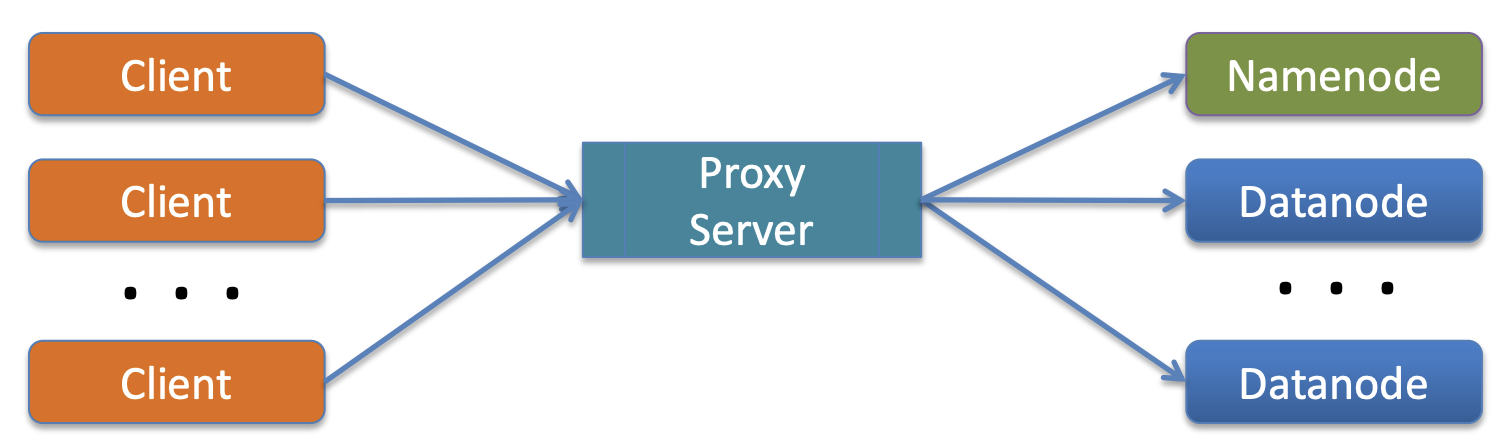 Client
Client
. . .
Client
Proxy
Server
Namenode
Datanode
. . .
Datanode